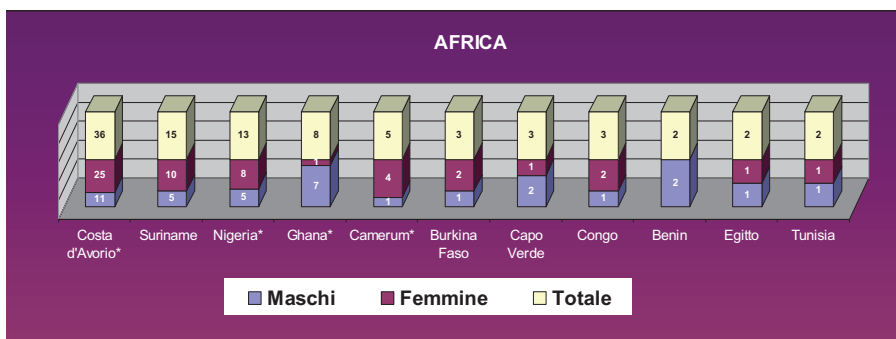 AFRICA
36 15 13 8 5 3 3 3 2 2 2
25 10 8 1 4 2 1 2 1 1
11 5 5 7 1 1 2 1 2 1 1
Costa d'Avorio* Suriname Nigeria* Ghana* Camerum* Burkina Faso Capo Verde Congo Benin Egitto Tunisia
Maschi Femmine Totale